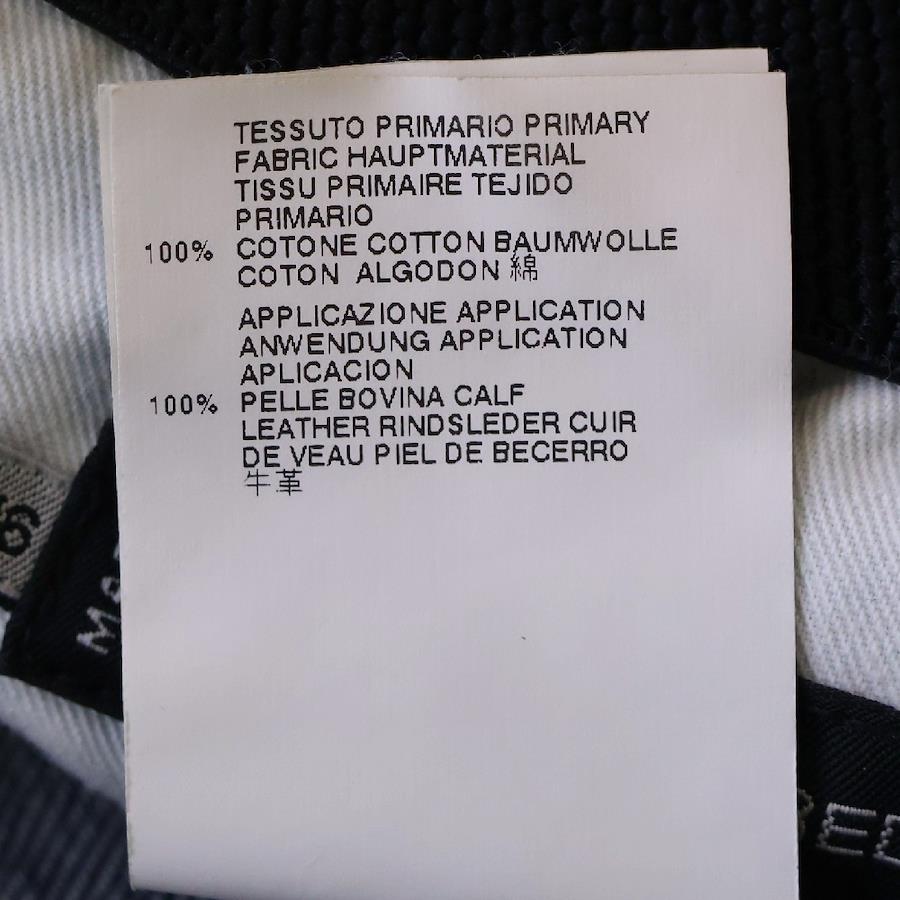 TESSUTO PRIMARIO PRIMARY
FABRIC HAUPTMATERIAL
TISSU PRIMAIRE TEJIDO
PRIMARIO
100% COTONE COTTON BAUMWOLLE
COTON ALGODON 綿
APPLICAZIONE APPLICATION
ANWENDUNG APPLICATION
APLICACION
100% PELLE BOVINA CALF
LEATHER RINDSLEDER CUIR
DE VEAU PIEL DE BECERRO
牛革